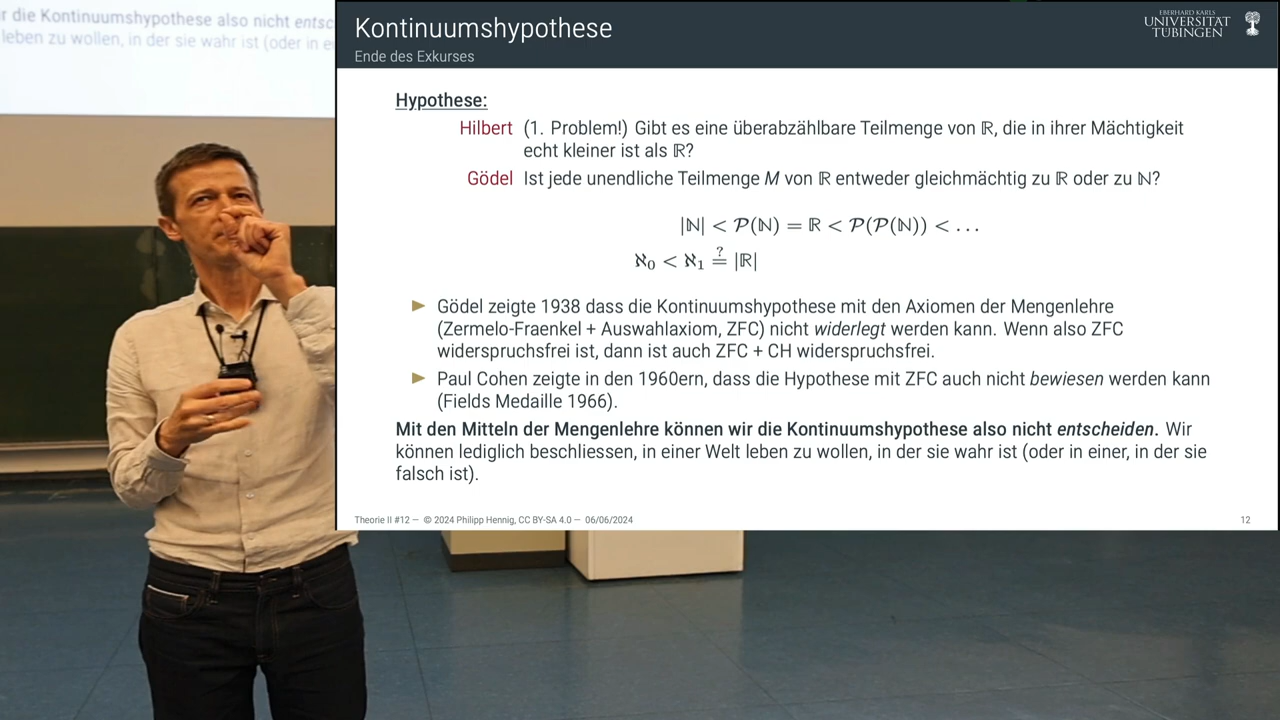 r die Kontinuumshypothese also nicht entsc
leben zu wollen, in der sie wahr ist (oder in e
Kontinuumshypothese
Ende des Exkurses
EBERHARD KARLS
UNIVERSITÄT
TÜBINGEN
Hypothese:
Hilbert (1. Problem!) Gibt es eine überabzählbare Teilmenge von ℝ, die in ihrer Mächtigkeit
echt kleiner ist als ℝ?
Gödel Ist jede unendliche Teilmenge M von ℝ entweder gleichmächtig zu ℝ oder zu ℕ?
|ℕ| < 𝒫(ℕ) = ℝ < 𝒫(𝒫(ℕ)) < …
ℵ₀ < ℵ₁ ≟ |ℝ|
► Gödel zeigte 1938 dass die Kontinuumshypothese mit den Axiomen der Mengenlehre
(Zermelo-Fraenkel + Auswahlaxiom, ZFC) nicht widerlegt werden kann. Wenn also ZFC
widerspruchsfrei ist, dann ist auch ZFC + CH widerspruchsfrei.
► Paul Cohen zeigte in den 1960ern, dass die Hypothese mit ZFC auch nicht bewiesen werden kann
(Fields Medaille 1966).
Mit den Mitteln der Mengenlehre können wir die Kontinuumshypothese also nicht entscheiden. Wir
können lediglich beschliessen, in einer Welt leben zu wollen, in der sie wahr ist (oder in einer, in der sie
falsch ist).
Theorie II #12 — © 2024 Philipp Hennig, CC BY-SA 4.0 — 06/06/2024
12